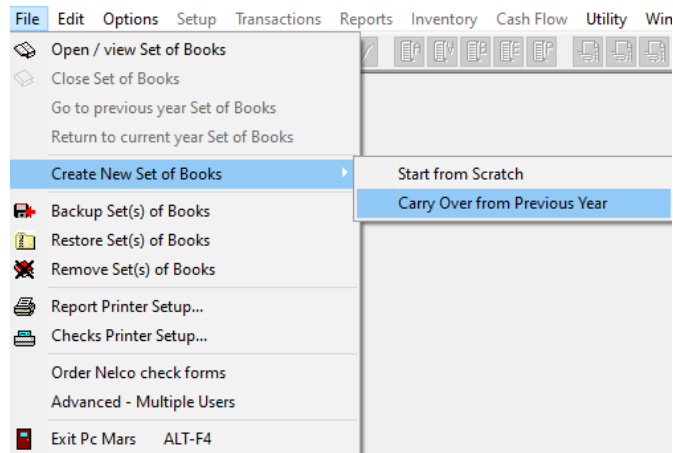 File Edit Options Setup Transactions Reports Inventory Cash Flow Utility Win
Open / view Set of Books
Close Set of Books
Go to previous year Set of Books
Return to current year Set of Books
Create New Set of Books
Start from Scratch
Carry Over from Previous Year
Backup Set(s) of Books
Restore Set(s) of Books
Remove Set(s) of Books
Report Printer Setup...
Checks Printer Setup...
Order Nelco check forms
Advanced - Multiple Users
Exit Pc Mars ALT-F4